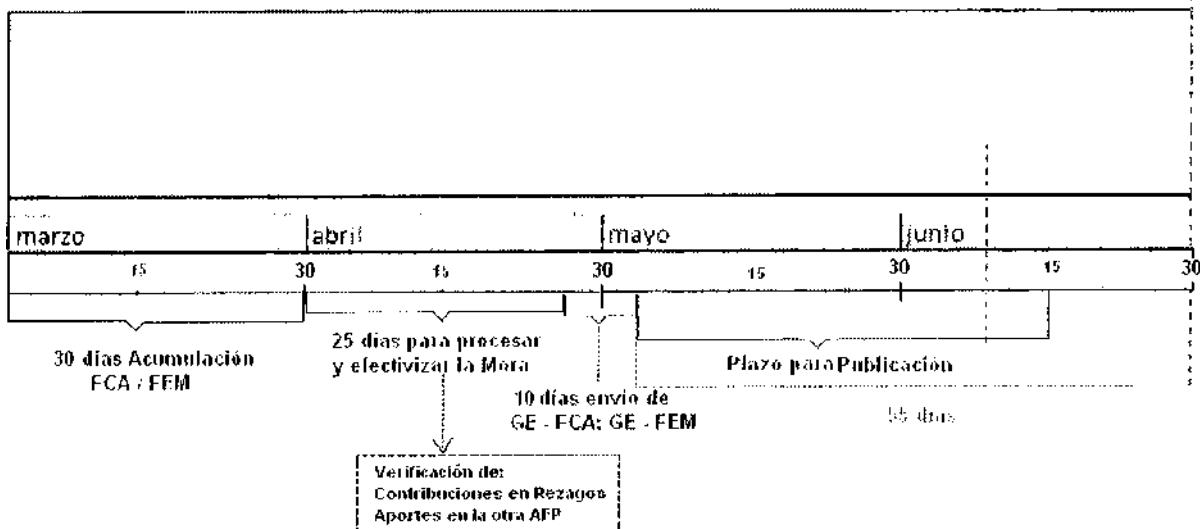 marzo abril mayo junio
15 30 15 30 15 30 15 30
30 días Acumulación
FCA / FEM
25 días para procesar
y efectivizar la Mora
10 días envío de
GE - FCA; GE - FEM
Plazo para Publicación
55 días
Verificación de:
Contribuciones en Rezagos
Aportes en la otra AFP